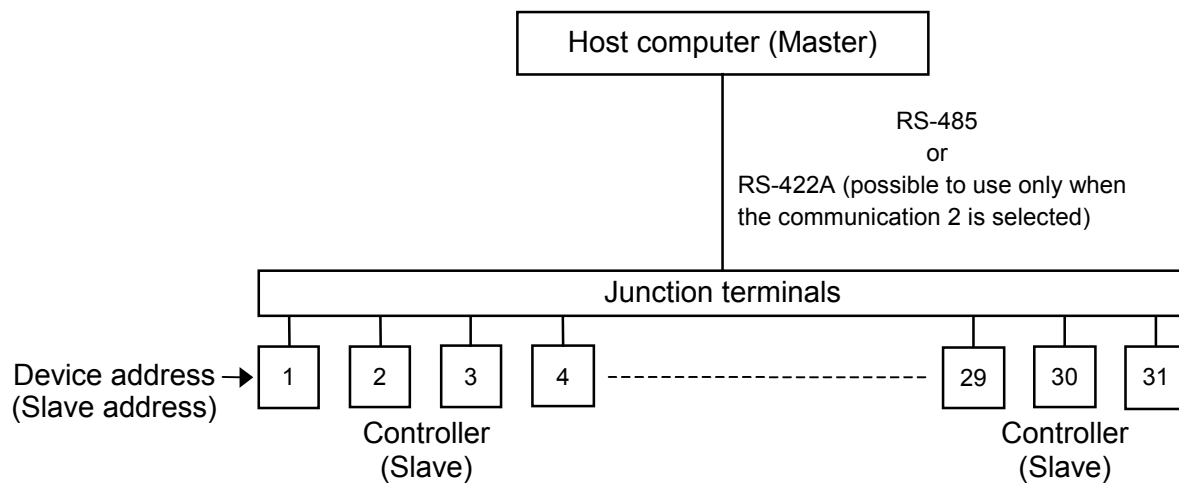 Host computer (Master)
RS-485
or
RS-422A (possible to use only when
the communication 2 is selected)
Junction terminals
Device address
(Slave address)
1 2 3 4 29 30 31
Controller
(Slave)
Controller
(Slave)